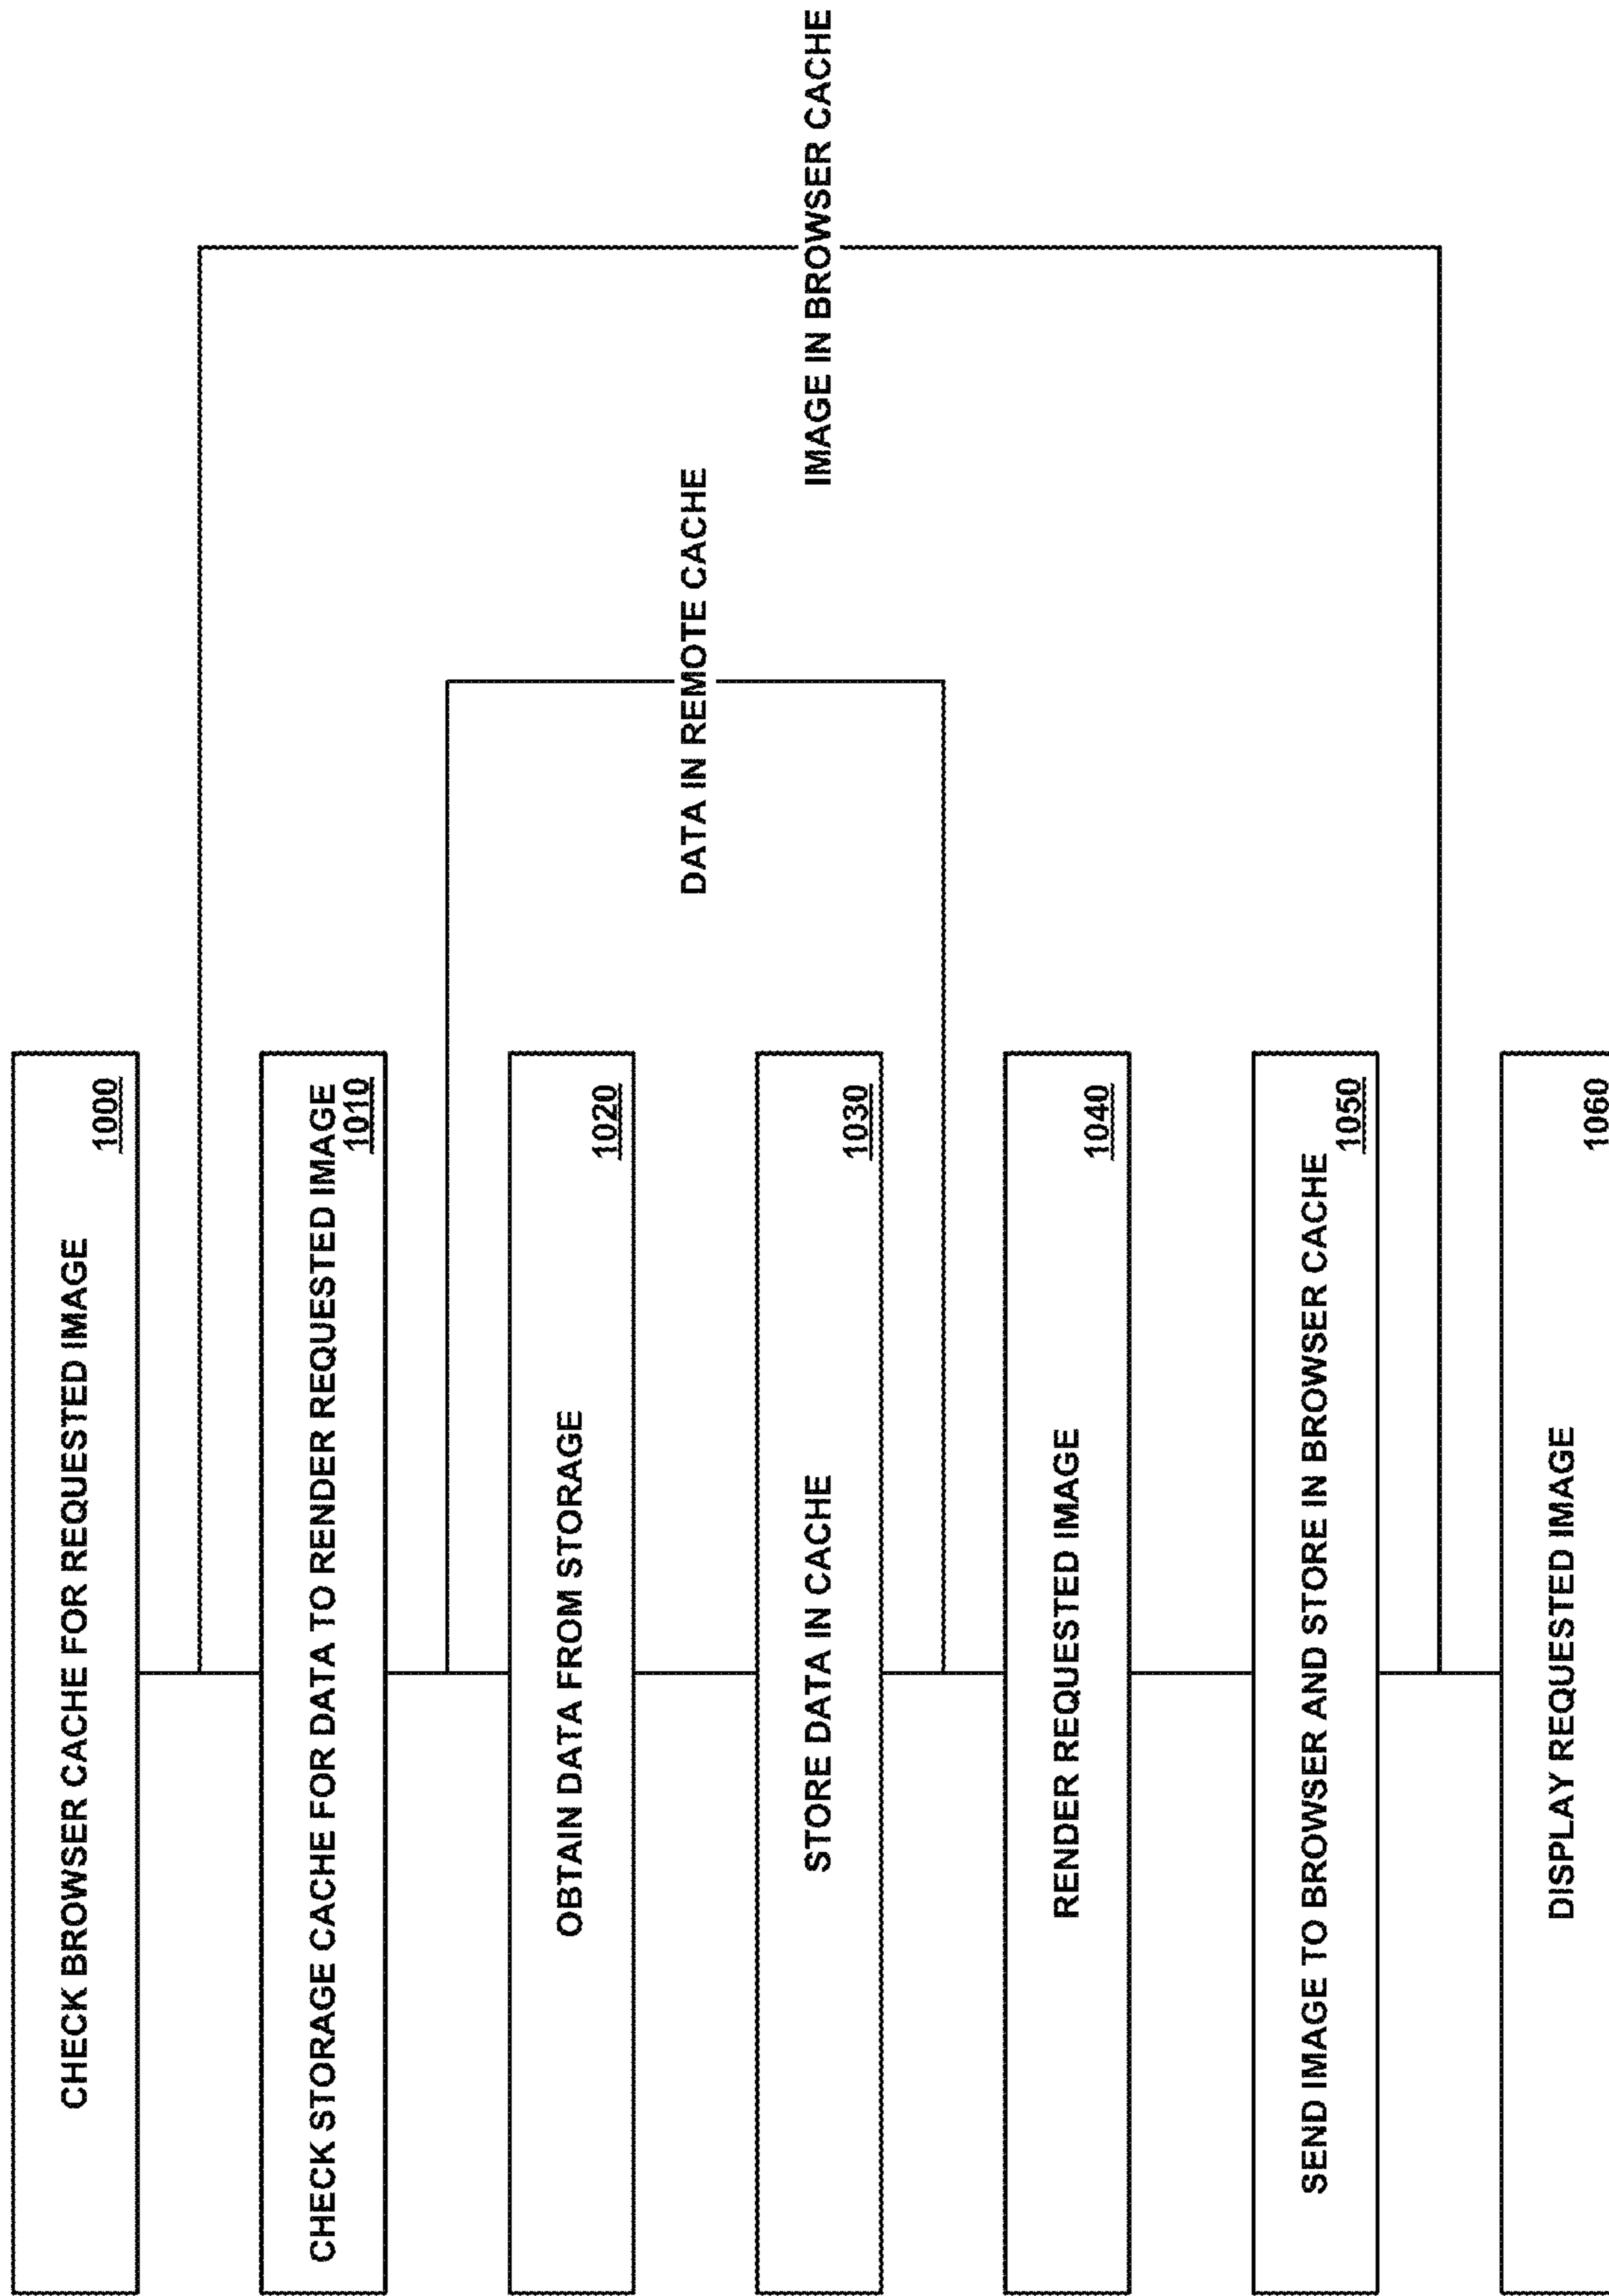 CHECK BROWSER CACHE FOR REQUESTED IMAGE
1000
CHECK STORAGE CACHE FOR DATA TO RENDER REQUESTED IMAGE
1010
OBTAIN DATA FROM STORAGE
1020
STORE DATA IN CACHE
1030
RENDER REQUESTED IMAGE
1040
SEND IMAGE TO BROWSER AND STORE IN BROWSER CACHE
1050
DISPLAY REQUESTED IMAGE
1060
DATA IN REMOTE CACHE
IMAGE IN BROWSER CACHE